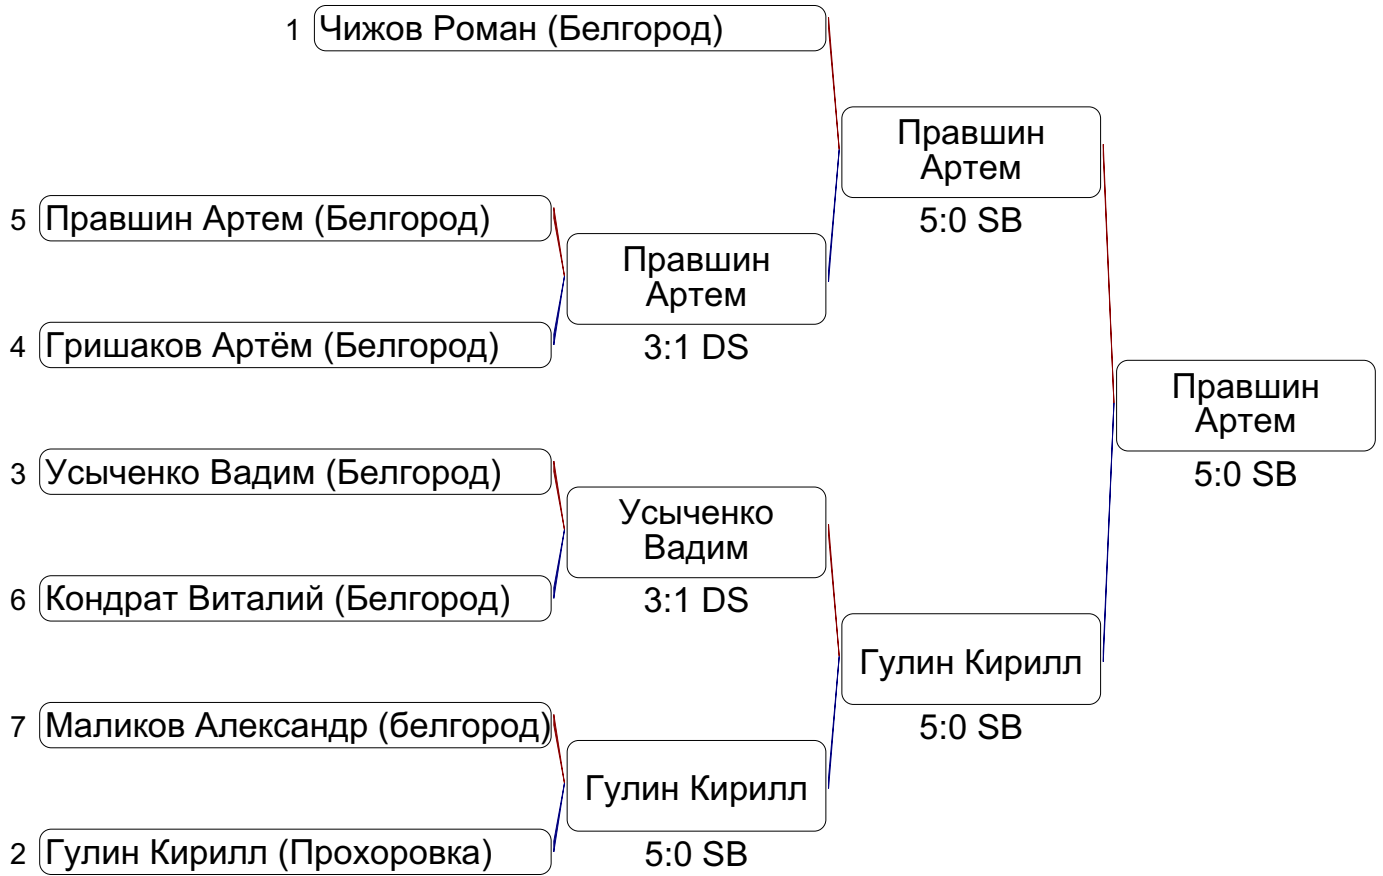 1 Чижов Роман (Белгород)
Правшин
Артем
5:0 SB
5 Правшин Артем (Белгород)
Правшин
Артем
3:1 DS
4 Гришаков Артём (Белгород)
Правшин
Артем
5:0 SB
3 Усыченко Вадим (Белгород)
Усыченко
Вадим
3:1 DS
6 Кондрат Виталий (Белгород)
Гулин Кирилл
5:0 SB
7 Маликов Александр (белгород)
Гулин Кирилл
5:0 SB
2 Гулин Кирилл (Прохоровка)